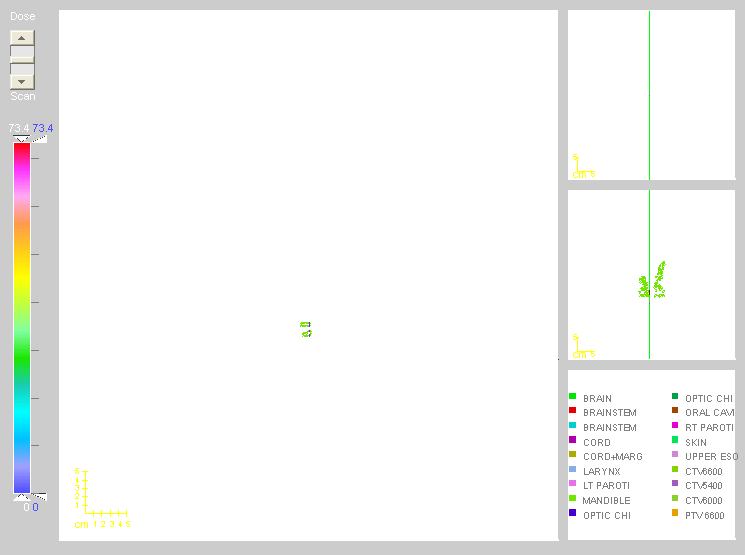 Dose
Scan
73.4 73.4
0 0
5
4
3
2
1
cm 1 2 3 4 5
5
cm 5
5
cm 5
BRAIN
BRAINSTEM
BRAINSTEM
CORD
CORD+MARG
LARYNX
LT PAROTI
MANDIBLE
OPTIC CHI
OPTIC CHI
ORAL CAVI
RT PAROTI
SKIN
UPPER ESO
CTV6600
CTV5400
CTV6000
PTV6600